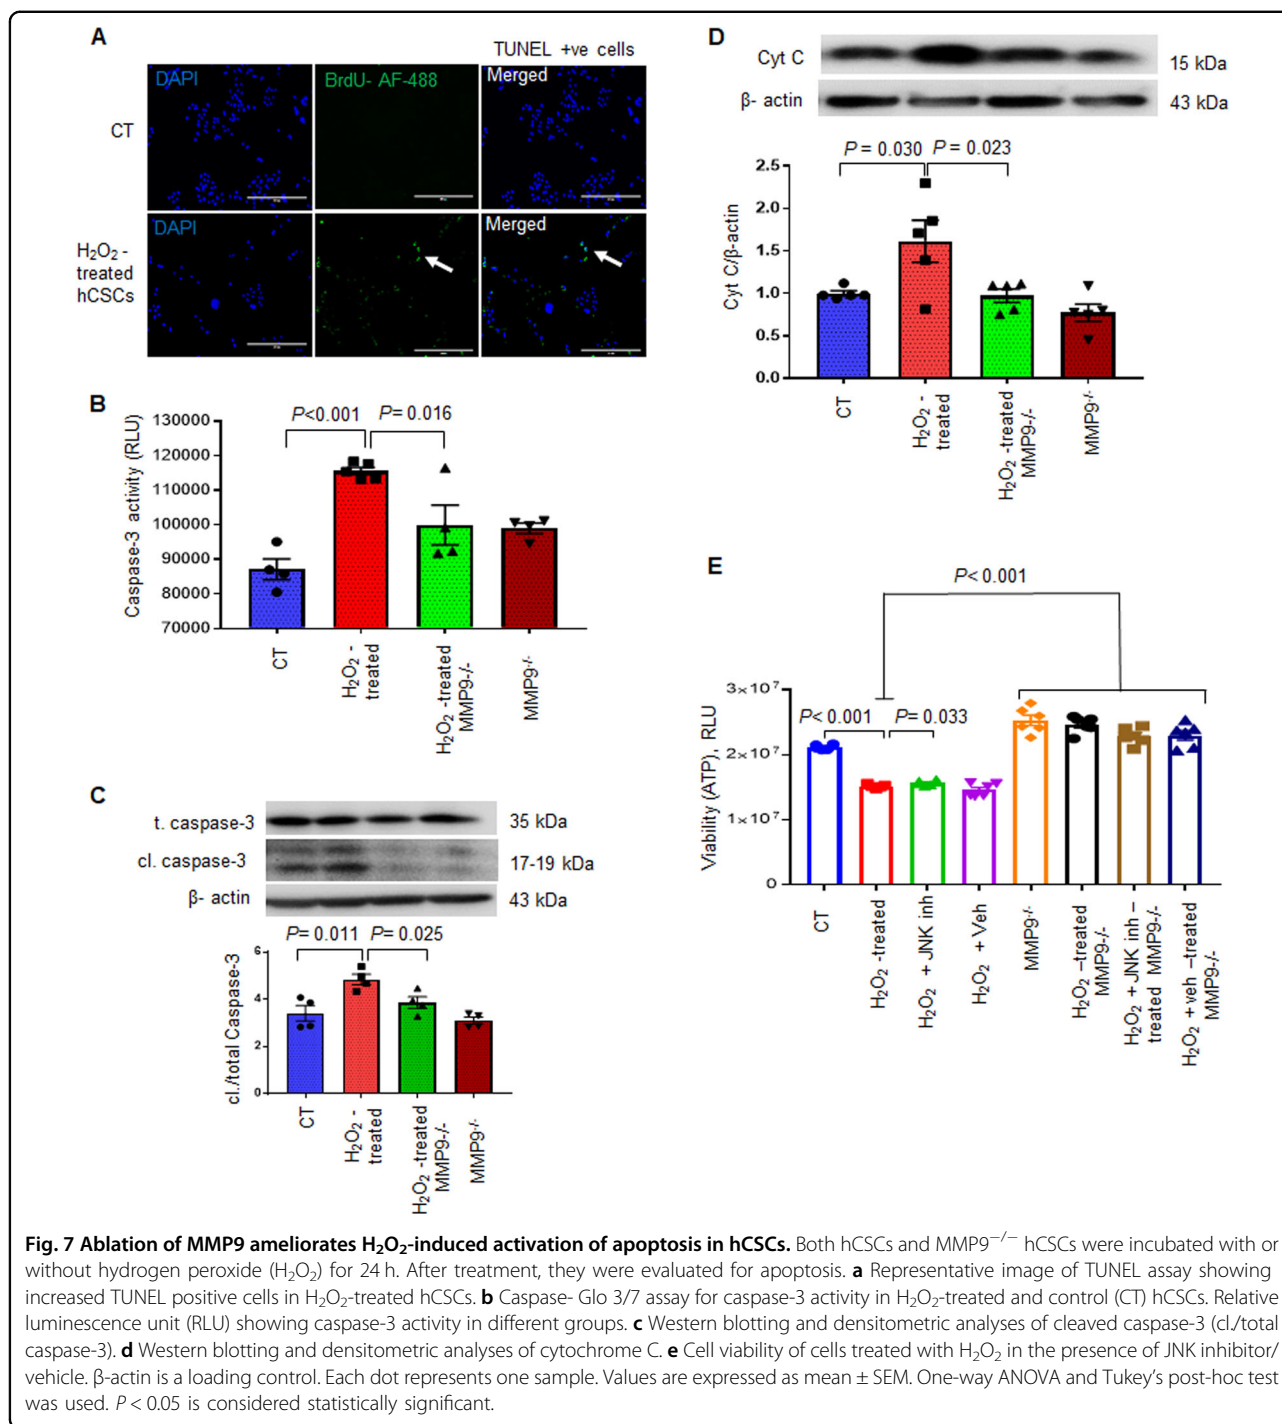 A
TUNEL +ve cells
DAPI
BrdU- AF-488
Merged
CT
DAPI
Merged
H₂O₂ -
treated
hCSCs
B
P<0.001
P= 0.016
Caspase-3 activity (RLU)
130000
120000
110000
100000
90000
80000
70000
CT
H₂O₂ -
treated
H₂O₂ -treated
MMP9-/-
MMP9⁻/⁻
C
t. caspase-3
35 kDa
cl. caspase-3
17-19 kDa
β- actin
43 kDa
P= 0.011
P= 0.025
cl./total Caspase-3
6
4
2
0
CT
H₂O₂ -
treated
H₂O₂ -treated
MMP9-/-
MMP9⁻/⁻
D
Cyt C
15 kDa
β- actin
43 kDa
P = 0.030
P = 0.023
Cyt C/β-actin
2.5
2.0
1.5
1.0
0.5
0.0
CT
H₂O₂ -
treated
H₂O₂ -treated
MMP9-/-
MMP9⁻/⁻
E
P< 0.001
P< 0.001
P= 0.033
Viability (ATP), RLU
3×10⁷
2×10⁷
1×10⁷
0
CT
H₂O₂ -treated
H₂O₂ + JNK inh
H₂O₂ + Veh
MMP9⁻/⁻
H₂O₂ –treated
MMP9-/-
H₂O₂ + JNK inh –
treated MMP9-/-
H₂O₂ + veh –treated
MMP9-/-
Fig. 7 Ablation of MMP9 ameliorates H₂O₂-induced activation of apoptosis in hCSCs. Both hCSCs and MMP9⁻/⁻ hCSCs were incubated with or
without hydrogen peroxide (H₂O₂) for 24 h. After treatment, they were evaluated for apoptosis. a Representative image of TUNEL assay showing
increased TUNEL positive cells in H₂O₂-treated hCSCs. b Caspase- Glo 3/7 assay for caspase-3 activity in H₂O₂-treated and control (CT) hCSCs. Relative
luminescence unit (RLU) showing caspase-3 activity in different groups. c Western blotting and densitometric analyses of cleaved caspase-3 (cl./total
caspase-3). d Western blotting and densitometric analyses of cytochrome C. e Cell viability of cells treated with H₂O₂ in the presence of JNK inhibitor/
vehicle. β-actin is a loading control. Each dot represents one sample. Values are expressed as mean ± SEM. One-way ANOVA and Tukey's post-hoc test
was used. P < 0.05 is considered statistically significant.